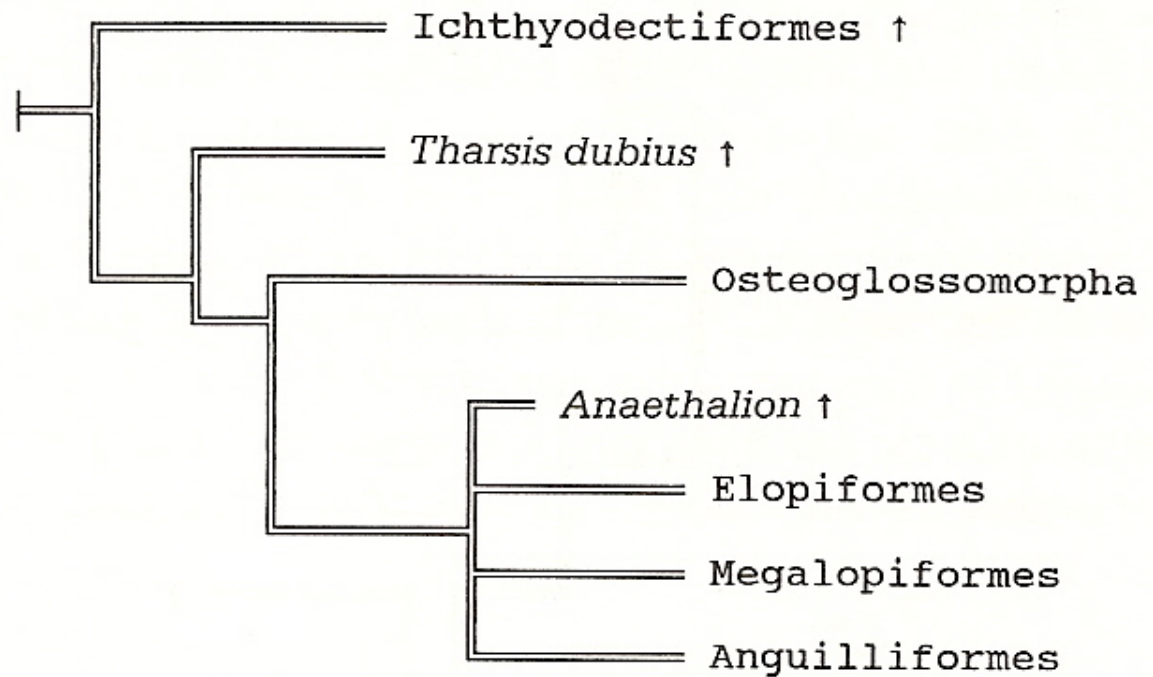 Ichthyodectiformes †
Tharsis dubius †
Osteoglossomorpha
Anaethalion †
Elopiformes
Megalopiformes
Anguilliformes